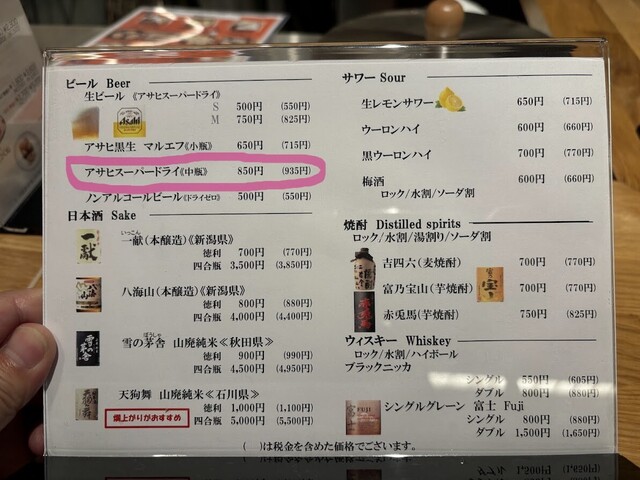 ビール Beer
生ビール 《アサヒスーパードライ》
S 500円 (550円)
M 750円 (825円)
Asahi
アサヒ黒生 マルエフ《小瓶》 650円 (715円)
アサヒスーパードライ《中瓶》 850円 (935円)
ノンアルコールビール《ドライゼロ》 500円 (550円)
日本酒 Sake
いっこん
一献(本醸造)《新潟県》
徳利 700円 (770円)
四合瓶 3,500円 (3,850円)
八海山(本醸造)《新潟県》
徳利 800円 (880円)
四合瓶 4,000円 (4,400円)
ぼうしゃ
雪の茅舎 山廃純米≪秋田県≫
徳利 900円 (990円)
四合瓶 4,500円 (4,950円)
天狗舞 山廃純米≪石川県≫
燗上がりがおすすめ
徳利 1,000円 (1,100円)
四合瓶 5,000円 (5,500円)
サワー Sour
生レモンサワー 650円 (715円)
ウーロンハイ 600円 (660円)
黒ウーロンハイ 700円 (770円)
梅酒 600円 (660円)
ロック/水割/ソーダ割
焼酎 Distilled spirits
ロック/水割/湯割り/ソーダ割
吉四六(麦焼酎) 700円 (770円)
富乃宝山(芋焼酎) 700円 (770円)
赤兎馬(芋焼酎) 750円 (825円)
ウィスキー Whiskey
ロック/水割/ハイボール
ブラックニッカ
シングル 550円 (605円)
ダブル 800円 (880円)
シングルグレーン 富士 Fuji
シングル 800円 (880円)
ダブル 1,500円 (1,650円)
( )は税金を含めた価格でございます。
一献
八海山
雪の茅舎
FUJI